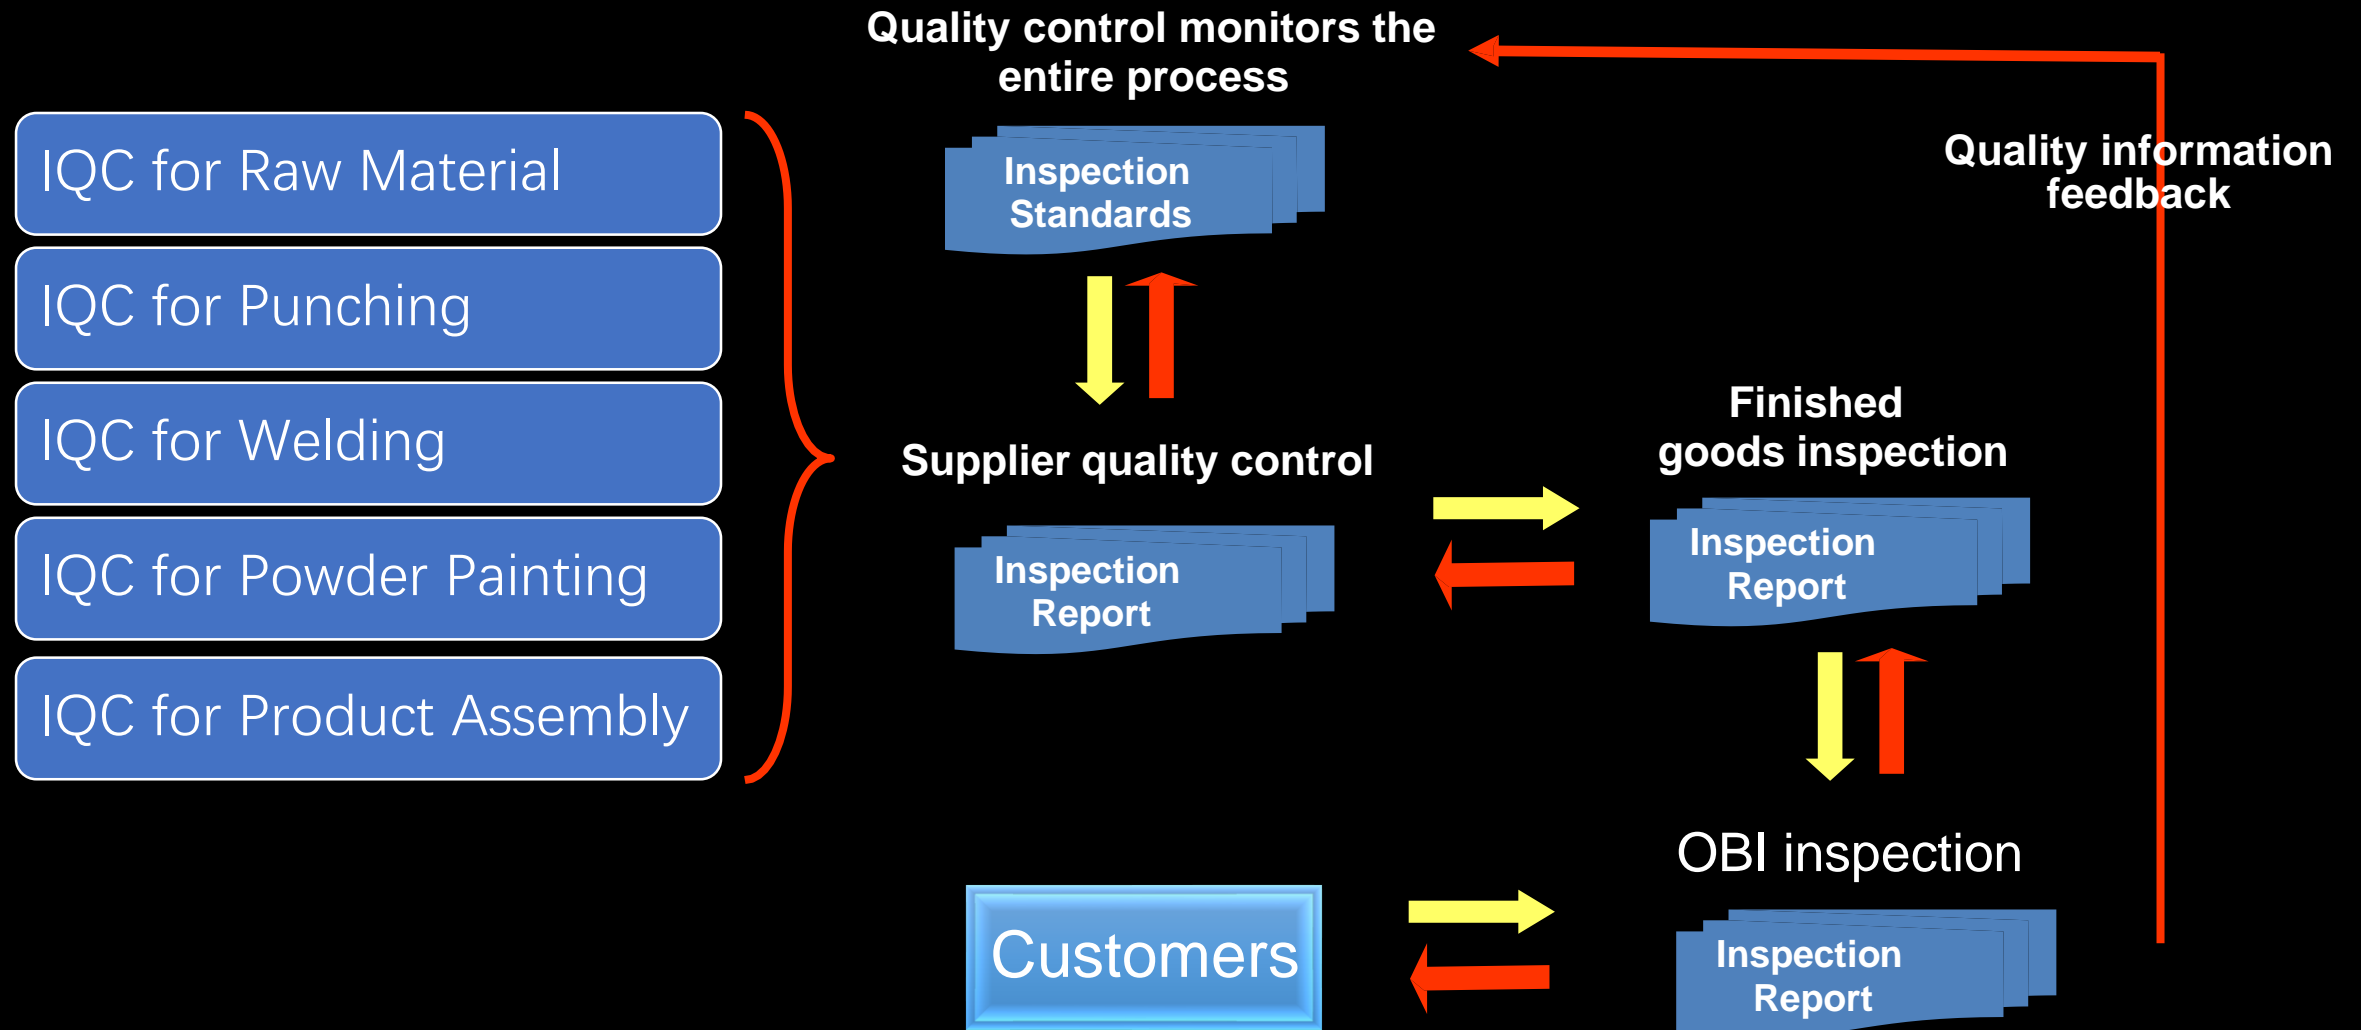 Quality control monitors the
entire process
IQC for Raw Material
IQC for Punching
IQC for Welding
IQC for Powder Painting
IQC for Product Assembly
Inspection
Standards
Quality information
feedback
Supplier quality control
Inspection
Report
Finished
goods inspection
Inspection
Report
OBI inspection
Customers
Inspection
Report